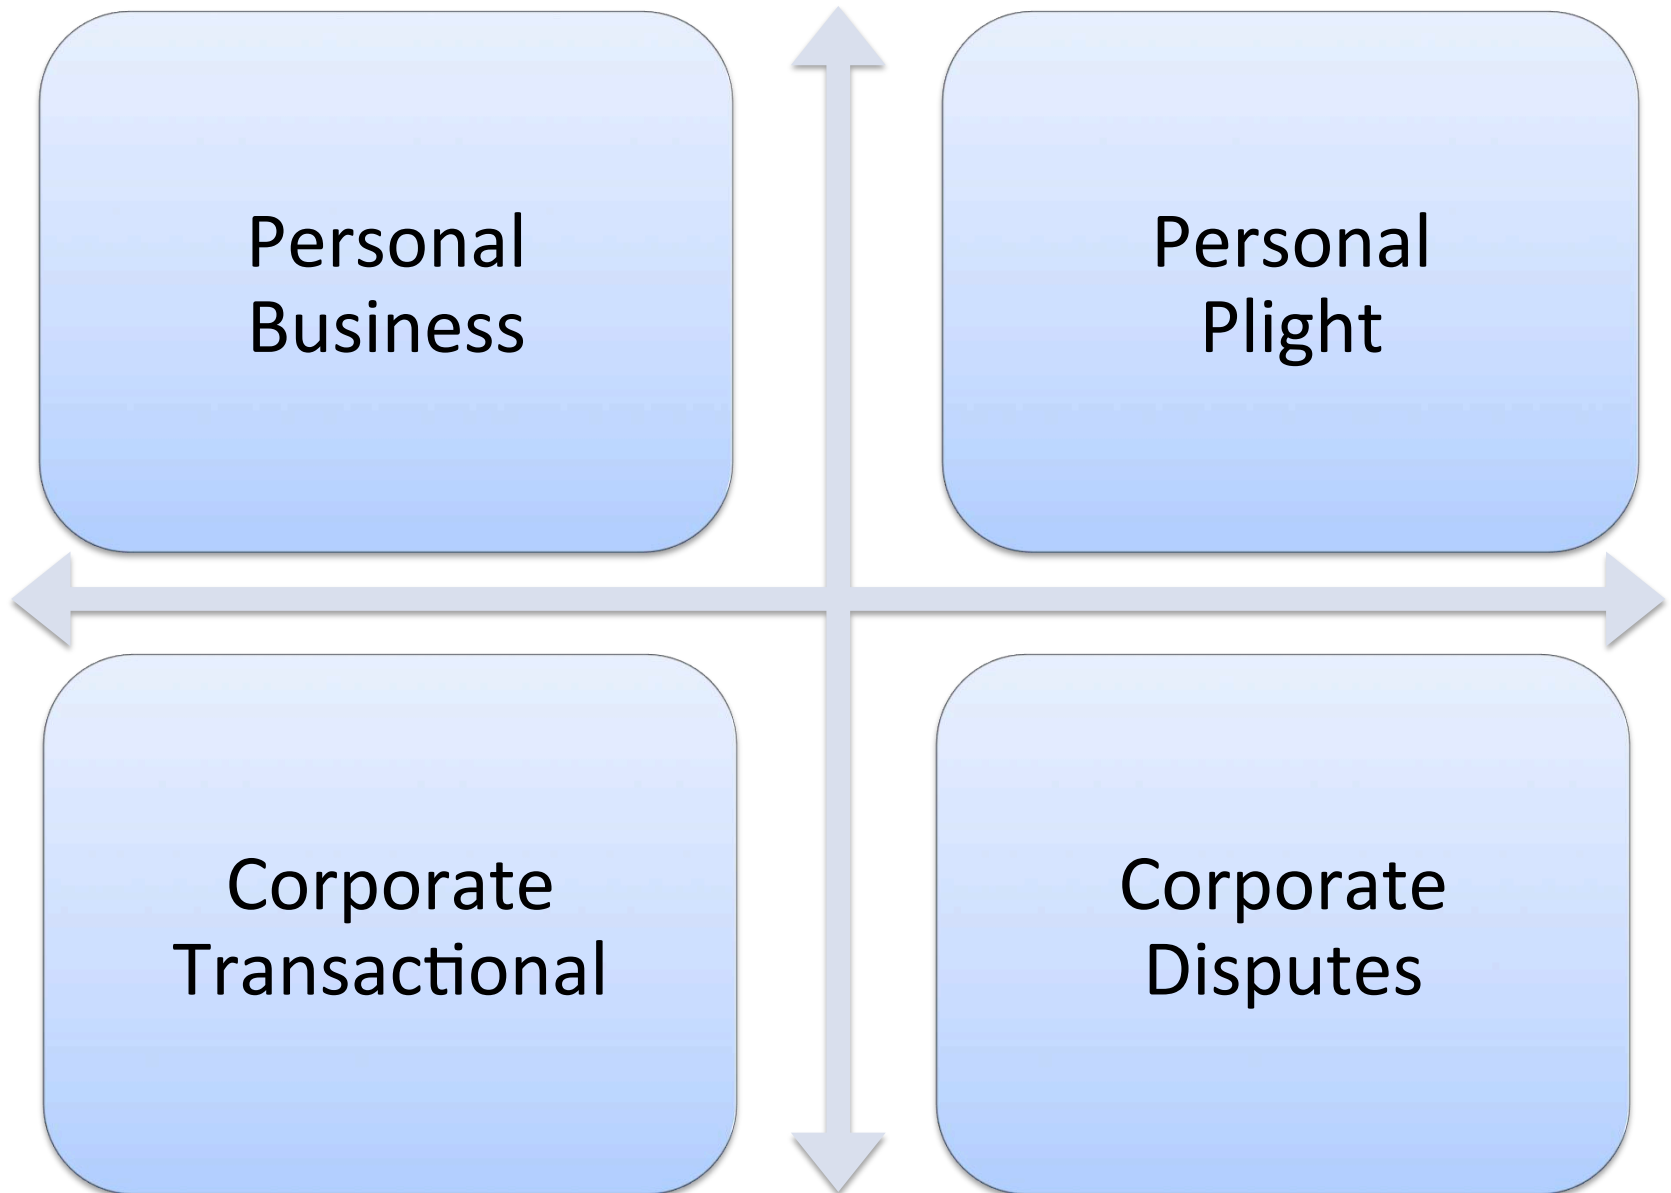 Personal
Business
Personal
Plight
Corporate
Transactional
Corporate
Disputes